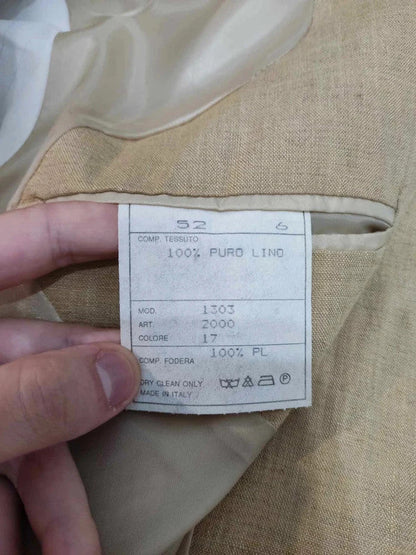 52 6
COMP. TESSUTO
100% PURO LINO
MOD. 1303
ART. 2000
COLORE 17
COMP. FODERA 100% PL
DRY CLEAN ONLY
MADE IN ITALY P